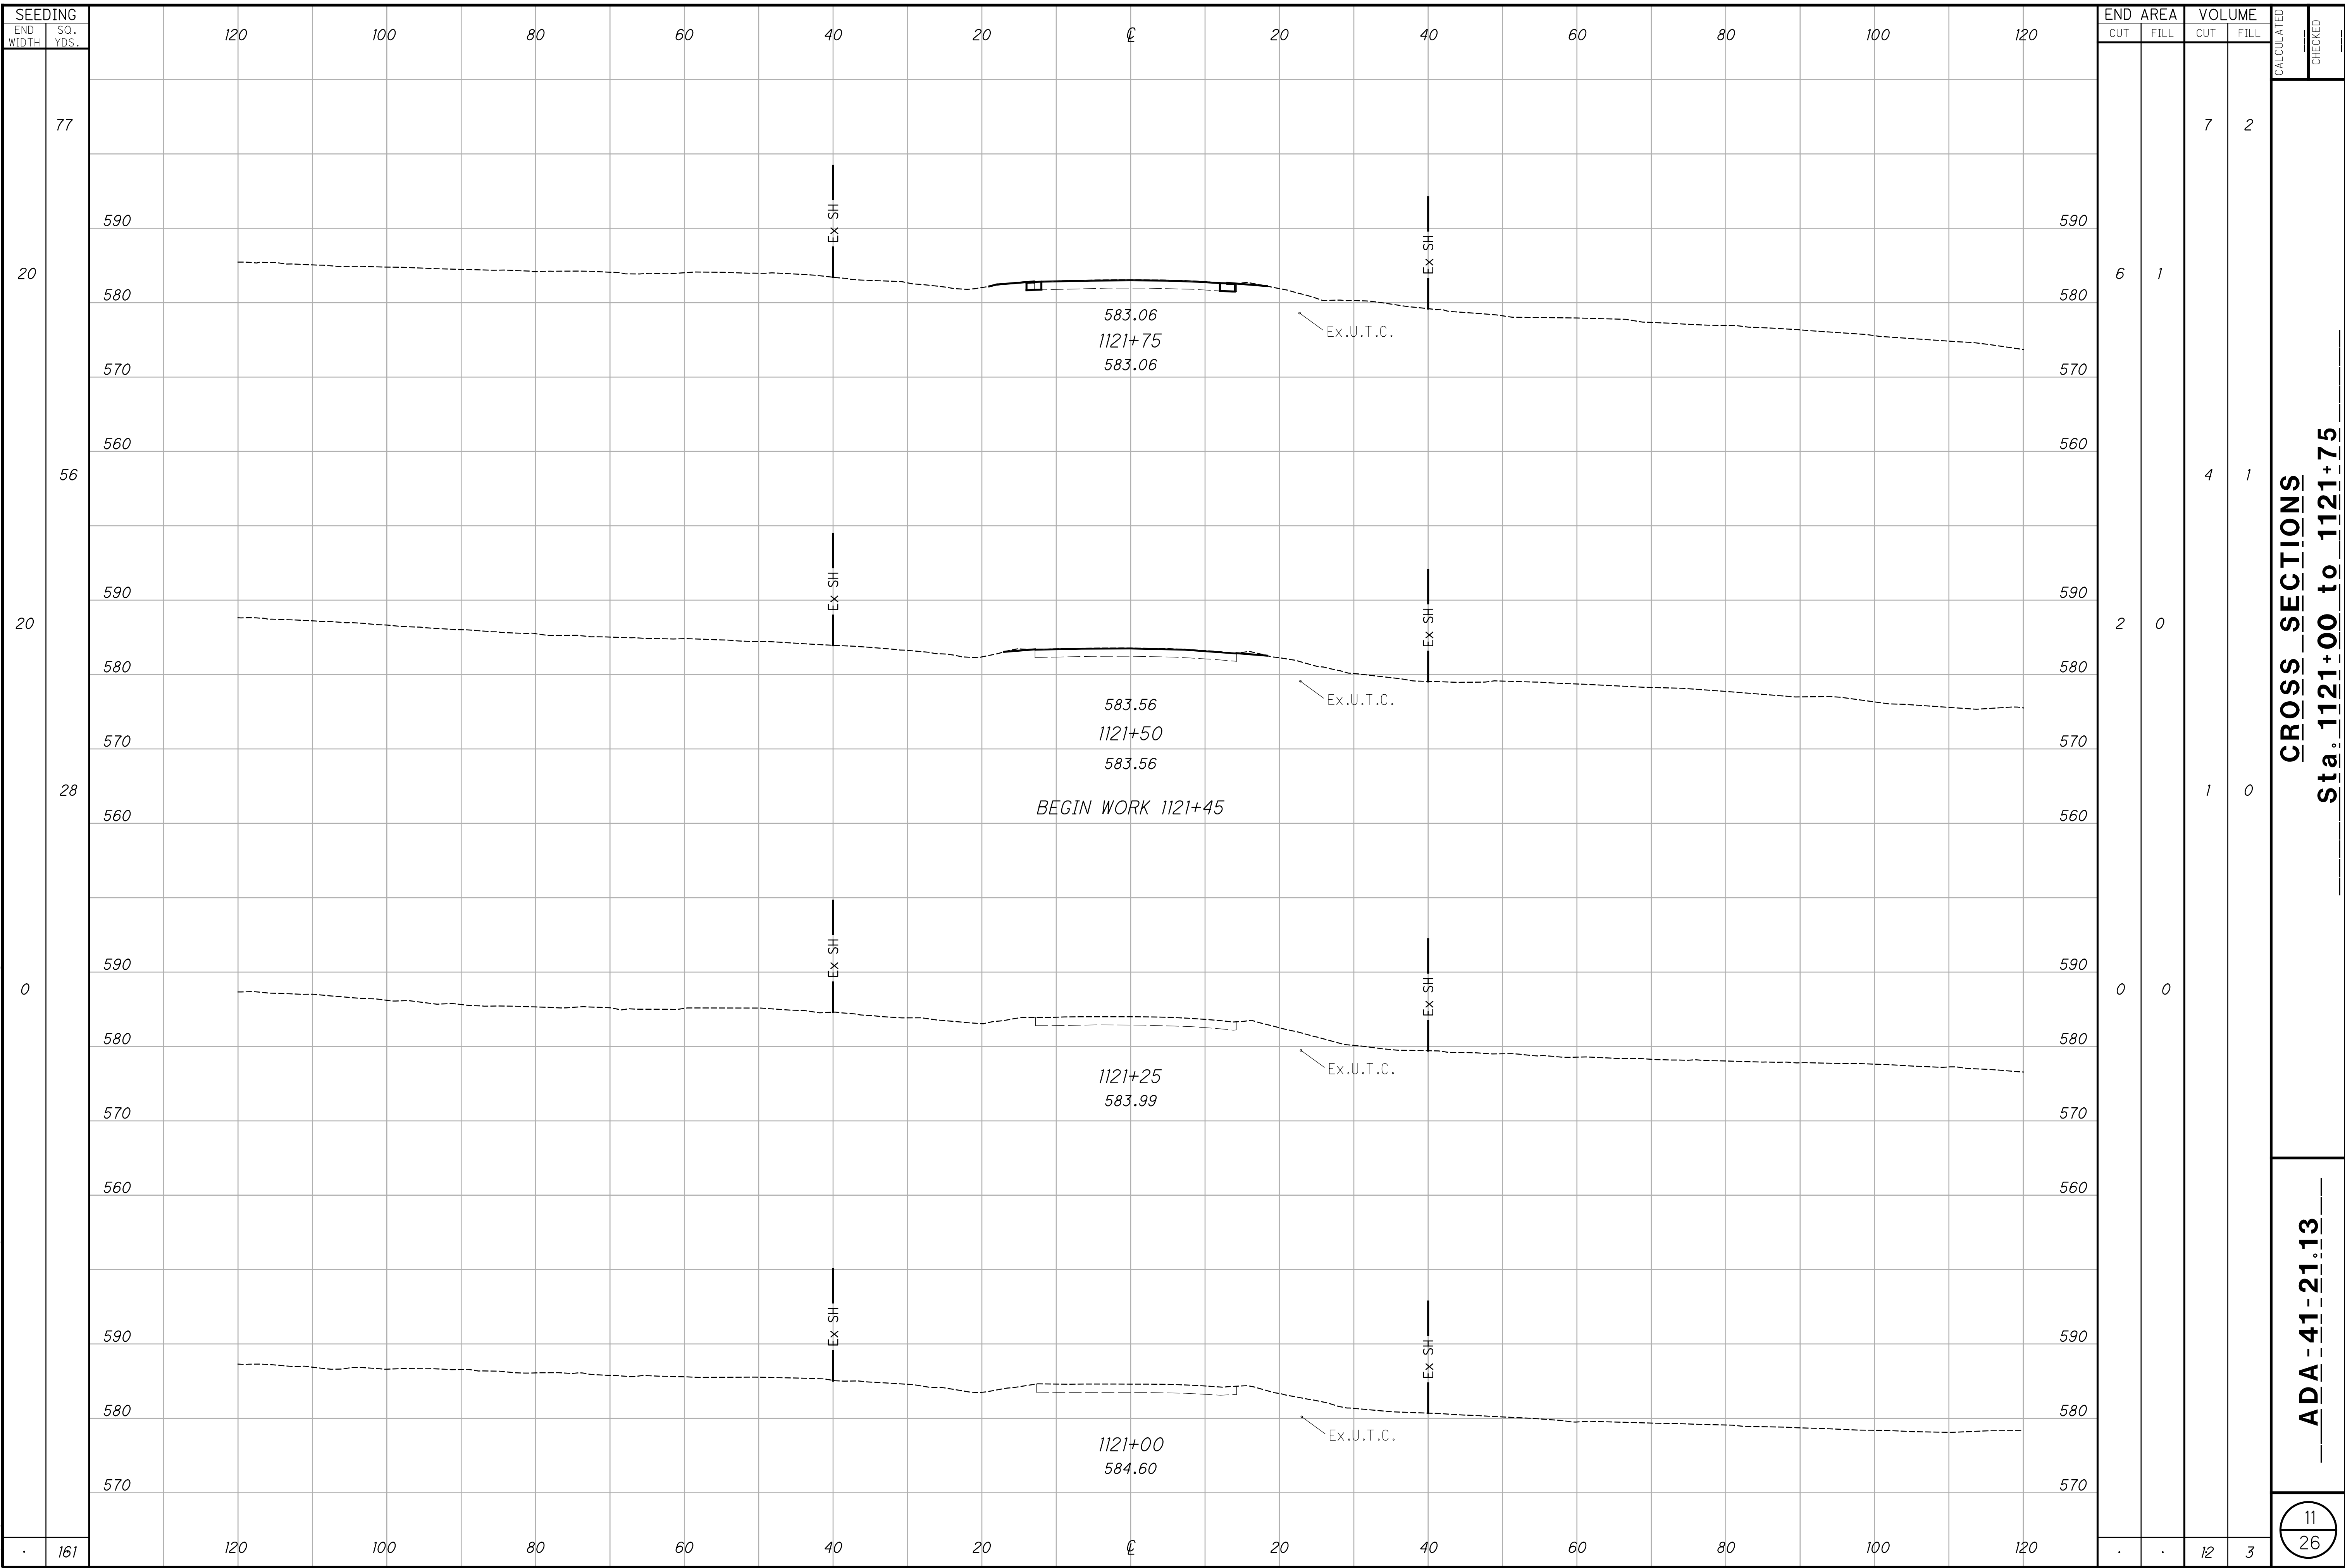 SEEDING
END WIDTH
SQ. YDS.
120 100 80 60 40 20 ℄ 20 40 60 80 100 120
END AREA
VOLUME
CUT FILL CUT FILL
CALCULATED
CHECKED
77
7 2
Ex SH
Ex SH
590 590
20
6 1
580 580
583.06
Ex.U.T.C.
1121+75
583.06
570 570
560 560
56
4 1
Ex SH
Ex SH
590 590
20
2 0
580 580
583.56
Ex.U.T.C.
1121+50
570 570
583.56
28
1 0
BEGIN WORK 1121+45
560 560
Ex SH
Ex SH
590 590
0
0 0
580 580
Ex.U.T.C.
1121+25
583.99
570 570
560 560
Ex SH
Ex SH
590 590
580 580
Ex.U.T.C.
1121+00
584.60
570 570
120 100 80 60 40 20 ℄ 20 40 60 80 100 120
161
12 3
CROSS SECTIONS
Sta. 1121+00 to 1121+75
ADA-41-21.13
11
26